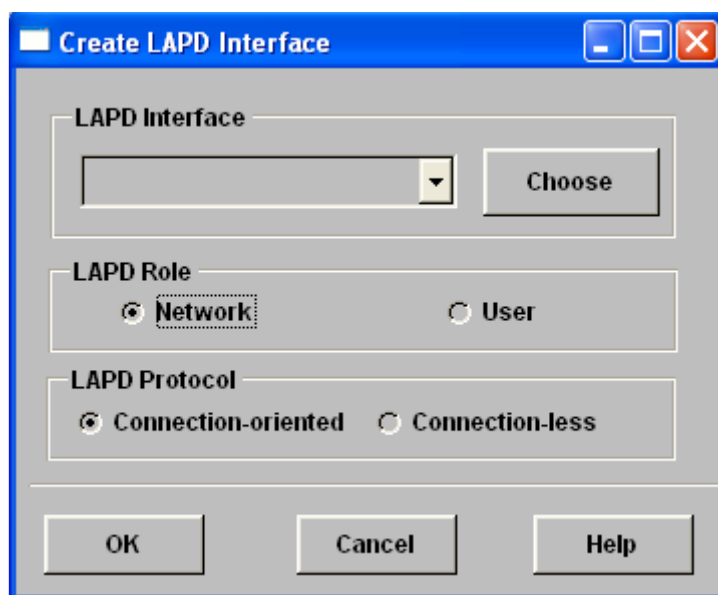 Create LAPD Interface
LAPD Interface
Choose
LAPD Role
Network User
LAPD Protocol
Connection-oriented Connection-less
OK Cancel Help